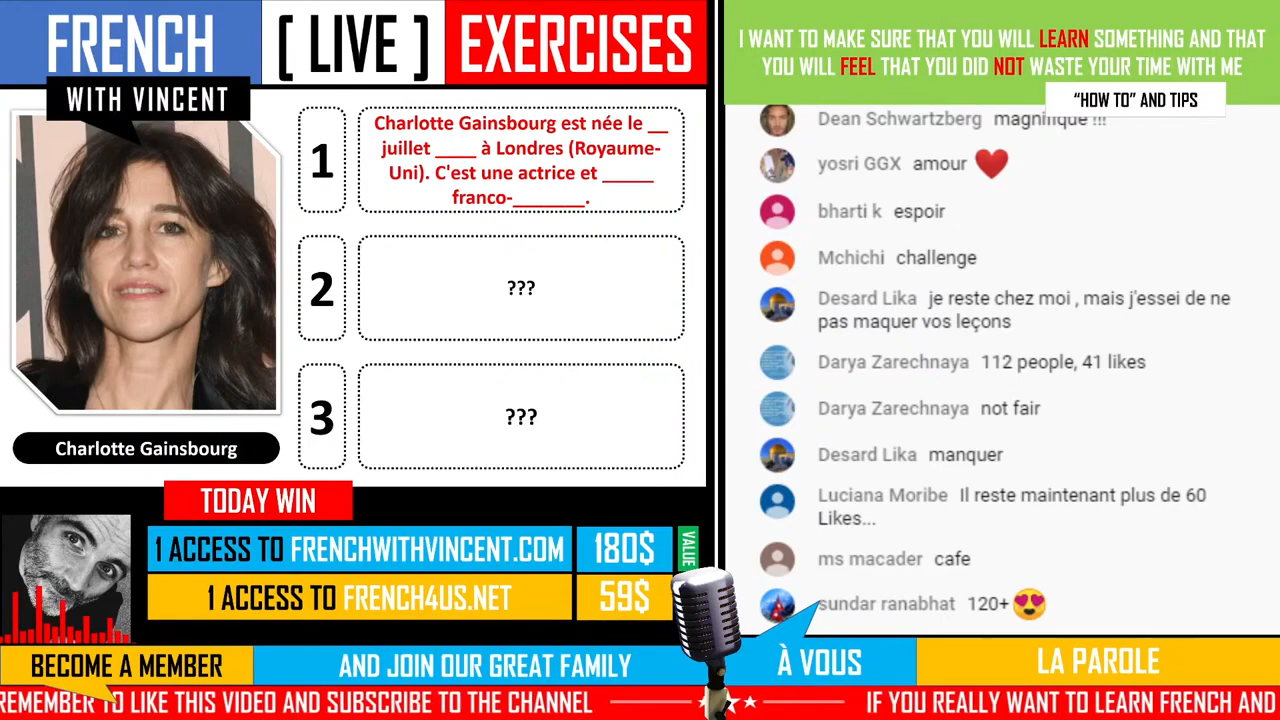 FRENCH
[ LIVE ]
EXERCISES
WITH VINCENT
1
Charlotte Gainsbourg est née le __
juillet ____ à Londres (Royaume-
Uni). C'est une actrice et _____
franco-_______.
2
???
3
???
Charlotte Gainsbourg
TODAY WIN
1 ACCESS TO FRENCHWITHVINCENT.COM
180$
VALUE
1 ACCESS TO FRENCH4US.NET
59$
BECOME A MEMBER
AND JOIN OUR GREAT FAMILY
REMEMBER TO LIKE THIS VIDEO AND SUBSCRIBE TO THE CHANNEL
I WANT TO MAKE SURE THAT YOU WILL LEARN SOMETHING AND THAT
YOU WILL FEEL THAT YOU DID NOT WASTE YOUR TIME WITH ME
“HOW TO” AND TIPS
Dean Schwartzberg magnifique !!!
yosri GGX amour
bharti k espoir
Mchichi challenge
Desard Lika je reste chez moi , mais j'essei de ne
pas maquer vos leçons
Darya Zarechnaya 112 people, 41 likes
Darya Zarechnaya not fair
Desard Lika manquer
Luciana Moribe Il reste maintenant plus de 60
Likes...
ms macader cafe
sundar ranabhat 120+
À VOUS
LA PAROLE
IF YOU REALLY WANT TO LEARN FRENCH AND